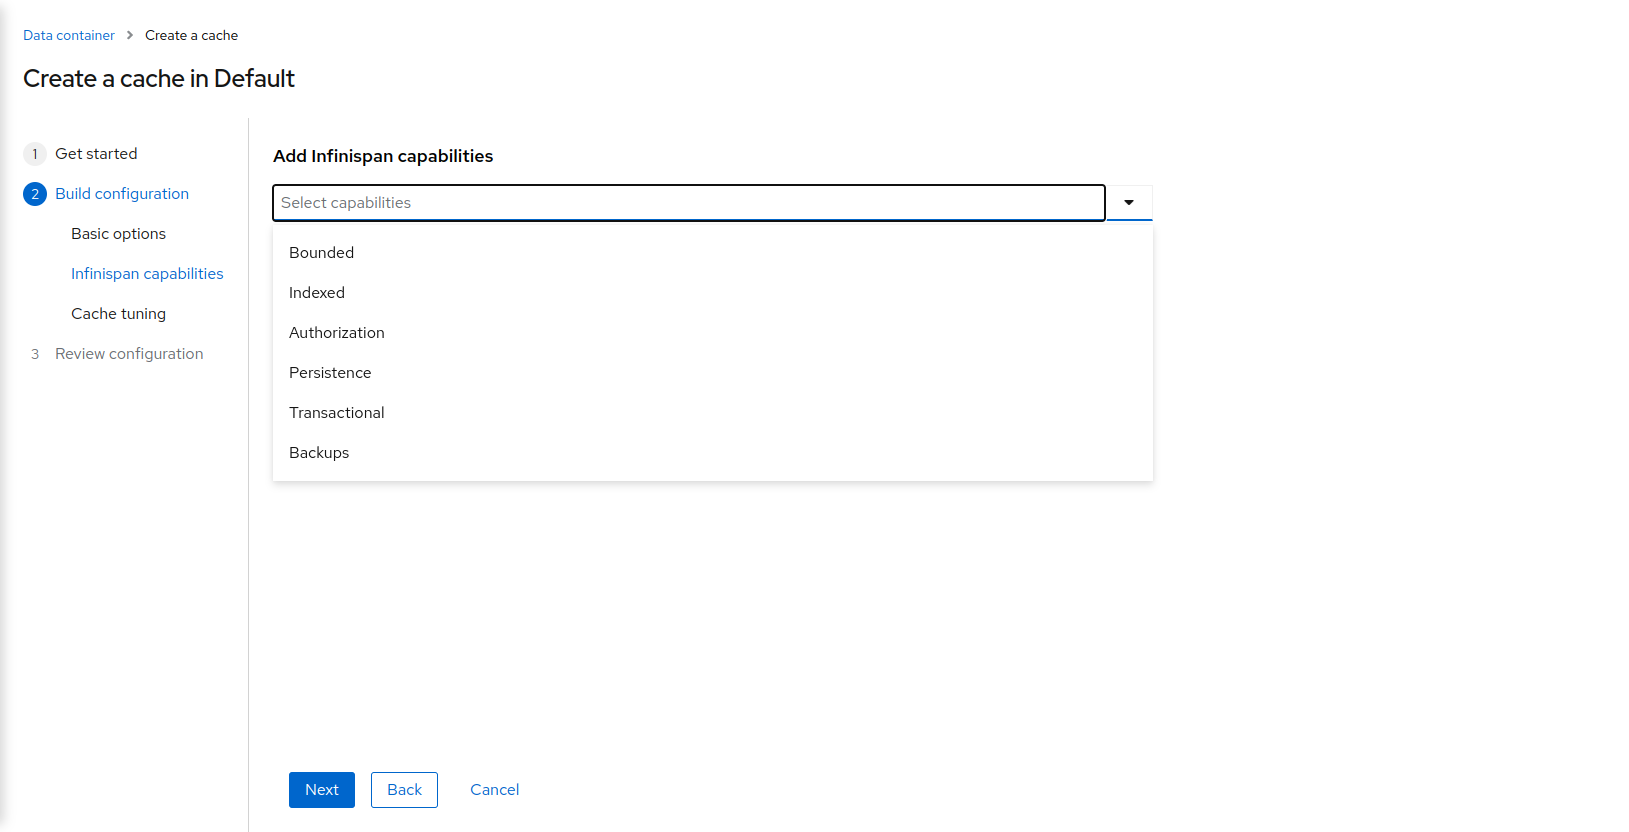 Data container > Create a cache
Create a cache in Default
1 Get started
2 Build configuration
Basic options
Infinispan capabilities
Cache tuning
3 Review configuration
Add Infinispan capabilities
Select capabilities
Bounded
Indexed
Authorization
Persistence
Transactional
Backups
Next Back Cancel